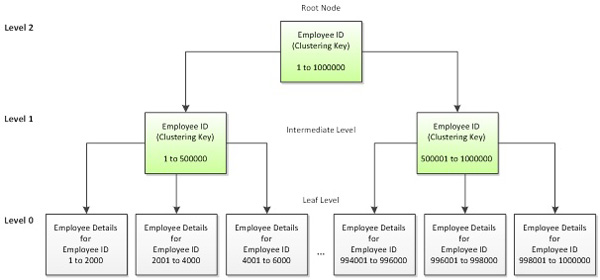 Root Node
Level 2
Employee ID
(Clustering Key)
1 to 1000000
Level 1
Employee ID
(Clustering Key)
1 to 500000
Intermediate Level
Employee ID
(Clustering Key)
500001 to 1000000
Leaf Level
Level 0
Employee Details
for
Employee ID
1 to 2000
Employee Details
for
Employee ID
2001 to 4000
Employee Details
for
Employee ID
4001 to 6000
...
Employee Details
for
Employee ID
994001 to 996000
Employee Details
for
Employee ID
996001 to 998000
Employee Details
for
Employee ID
998001 to 1000000